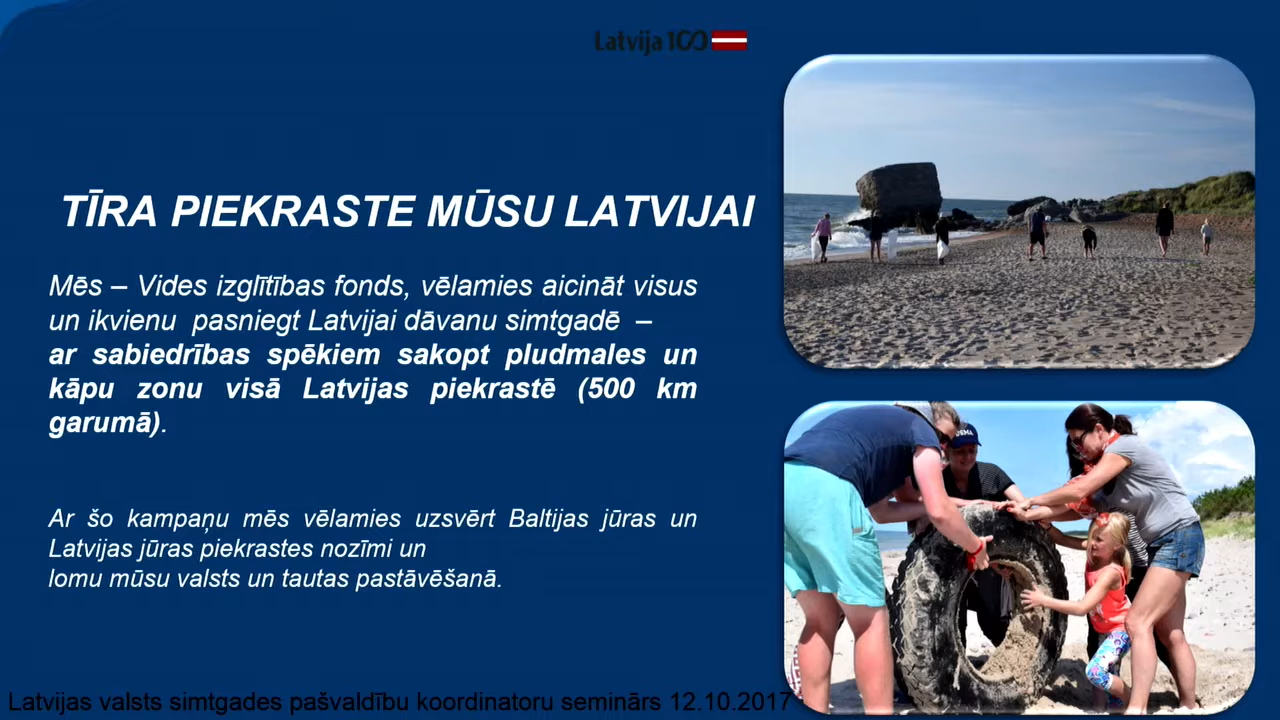 Latvija 100
TĪRA PIEKRASTE MŪSU LATVIJAI
Mēs – Vides izglītības fonds, vēlamies aicināt visus
un ikvienu pasniegt Latvijai dāvanu simtgadē –
ar sabiedrības spēkiem sakopt pludmales un
kāpu zonu visā Latvijas piekrastē (500 km
garumā).
Ar šo kampaņu mēs vēlamies uzsvērt Baltijas jūras un
Latvijas jūras piekrastes nozīmi un
lomu mūsu valsts un tautas pastāvēšanā.
Latvijas valsts simtgades pašvaldību koordinatoru seminārs 12.10.2017